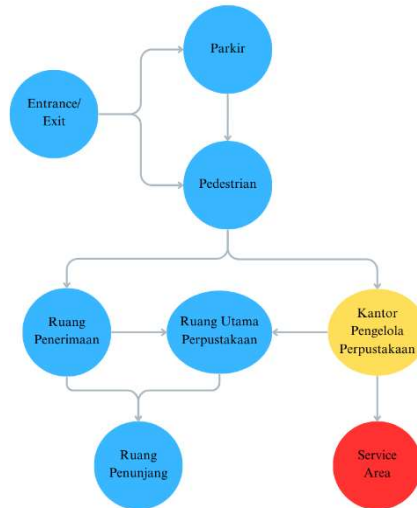 Parkir
Entrance/
Exit
Pedestrian
Ruang
Penerimaan
Ruang Utama
Perpustakaan
Kantor
Pengelola
Perpustakaan
Ruang
Penunjang
Service
Area